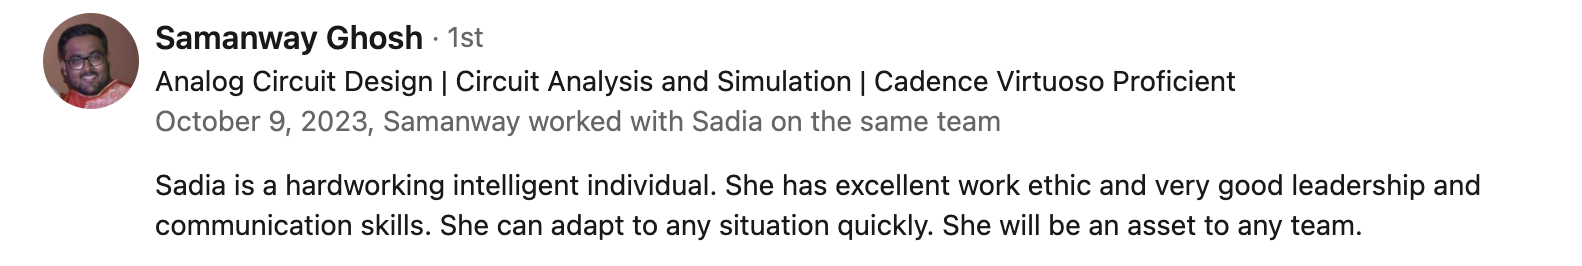 Samanway Ghosh · 1st
Analog Circuit Design | Circuit Analysis and Simulation | Cadence Virtuoso Proficient
October 9, 2023, Samanway worked with Sadia on the same team
Sadia is a hardworking intelligent individual. She has excellent work ethic and very good leadership and
communication skills. She can adapt to any situation quickly. She will be an asset to any team.